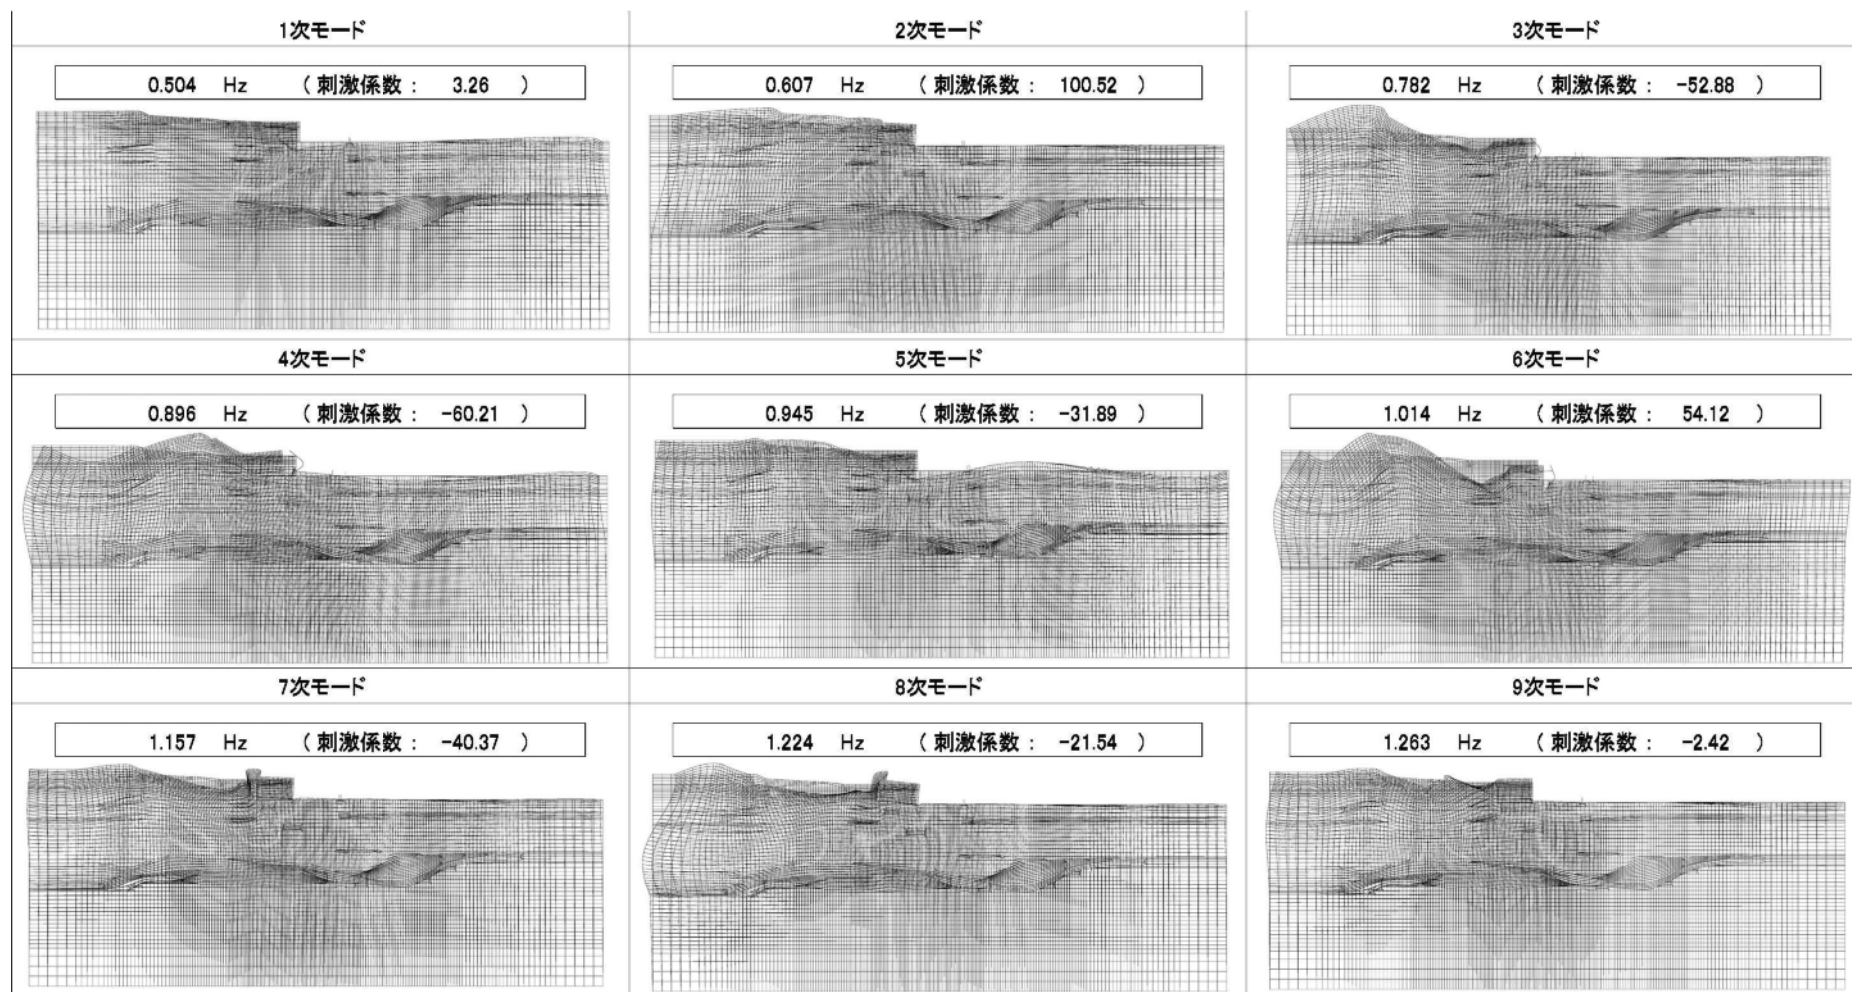 1次モード
2次モード
3次モード
0.504 Hz （ 刺激係数 ： 3.26 ）
0.607 Hz （ 刺激係数 ： 100.52 ）
0.782 Hz （ 刺激係数 ： -52.88 ）
4次モード
5次モード
6次モード
0.896 Hz （ 刺激係数 ： -60.21 ）
0.945 Hz （ 刺激係数 ： -31.89 ）
1.014 Hz （ 刺激係数 ： 54.12 ）
7次モード
8次モード
9次モード
1.157 Hz （ 刺激係数 ： -40.37 ）
1.224 Hz （ 刺激係数 ： -21.54 ）
1.263 Hz （ 刺激係数 ： -2.42 ）